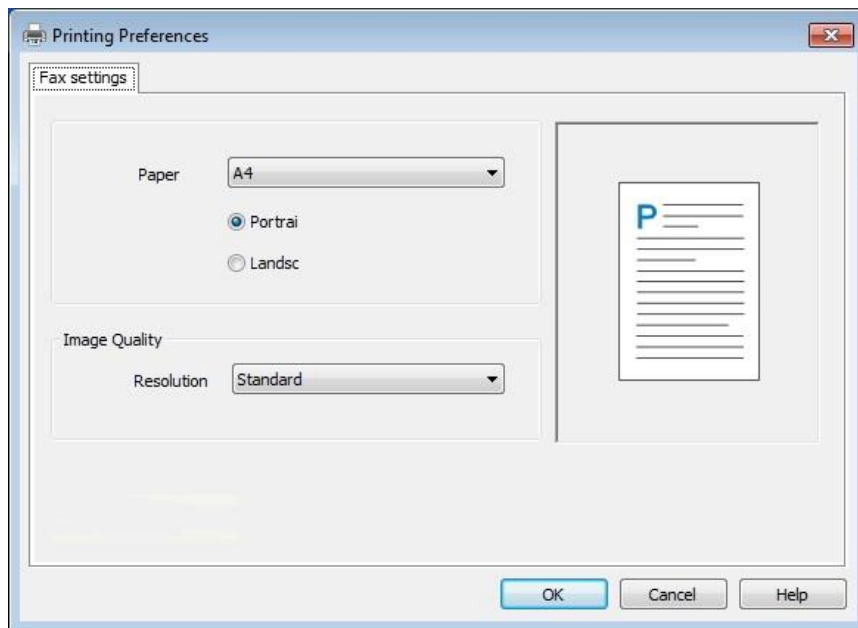 Printing Preferences
Fax settings
Paper A4
Portrai
Landsc
Image Quality
Resolution Standard
P
OK Cancel Help